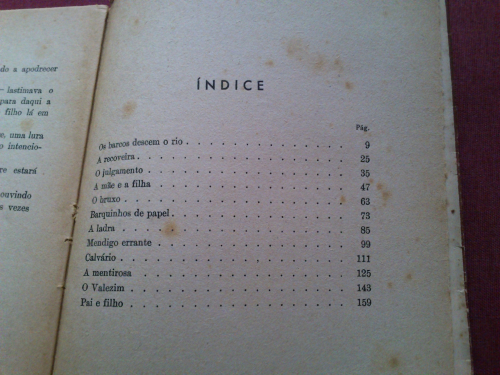 do a apodrecer
— lastimava o
para daqui a
filho lá em
e, uma lura
o intencio-
re estará
ouvindo
s vezes
ÍNDICE
Pág.
Os barcos descem o rio . . . . . . . . . . . . . 9
A recoveira . . . . . . . . . . . . . . . . . 25
O julgamento . . . . . . . . . . . . . . . . 35
A mãe e a filha . . . . . . . . . . . . . . . 47
O bruxo . . . . . . . . . . . . . . . . . . 63
Barquinhos de papel . . . . . . . . . . . . . . 73
A ladra . . . . . . . . . . . . . . . . . . 85
Mendigo errante . . . . . . . . . . . . . . . 99
Calvário . . . . . . . . . . . . . . . . . . 111
A mentirosa . . . . . . . . . . . . . . . . . 125
O Valezim . . . . . . . . . . . . . . . . . 143
Pai e filho . . . . . . . . . . . . . . . . . 159